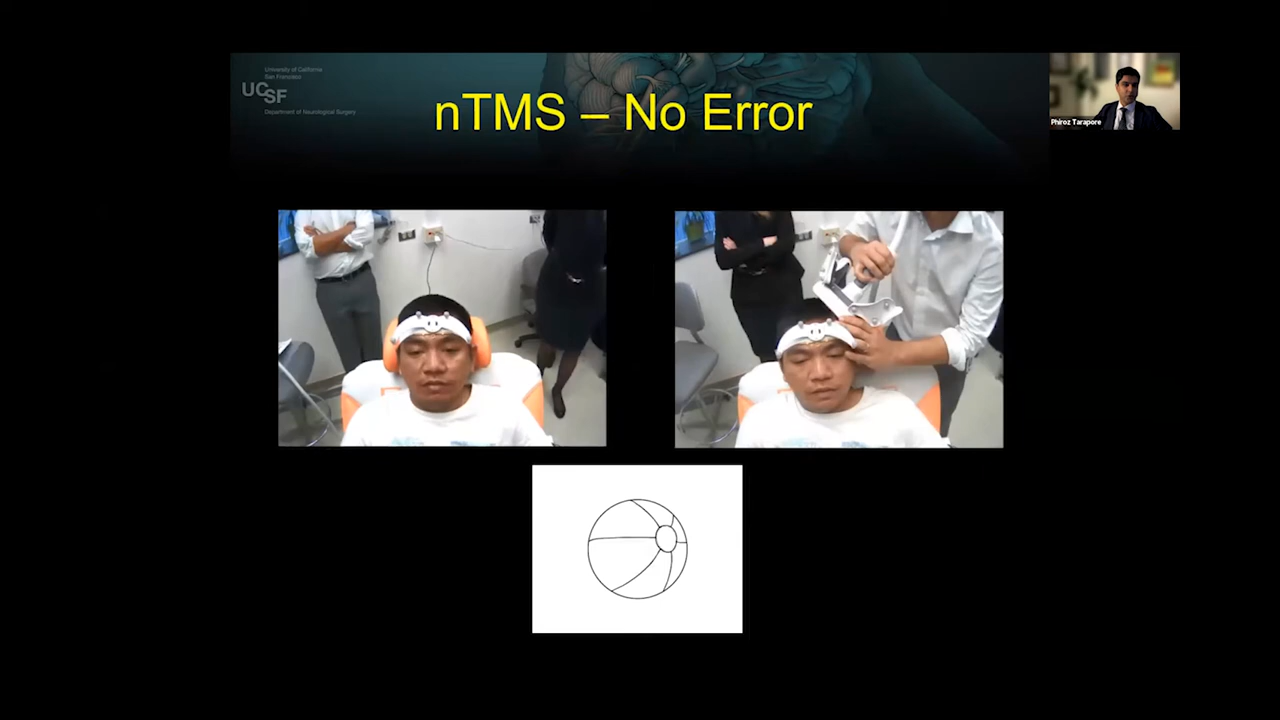 University of California
San Francisco
UCSF
Department of Neurological Surgery
nTMS – No Error
Phiroz Tarapore